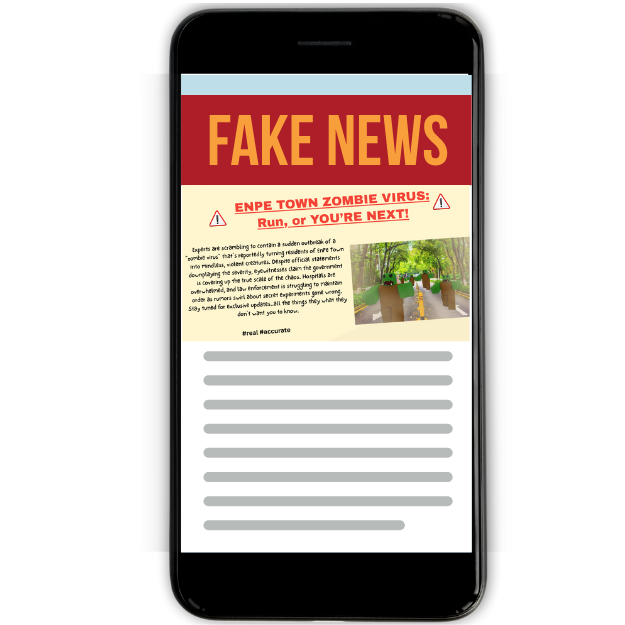 FAKE NEWS
ENPE TOWN ZOMBIE VIRUS:
Run, or YOU'RE NEXT!
Experts are scrambling to contain a sudden outbreak of a
"zombie virus" that's reportedly turning residents of Enpe Town
into mindless, violent creatures. Despite official statements
downplaying the severity, eyewitnesses claim the government
is covering up the true scale of the chaos. Hospitals are
overwhelmed, and law enforcement is struggling to maintain
order as rumors swirl about secret experiments gone wrong.
Stay tuned for exclusive updates...all the things they what they
don't want you to know.
#real #accurate